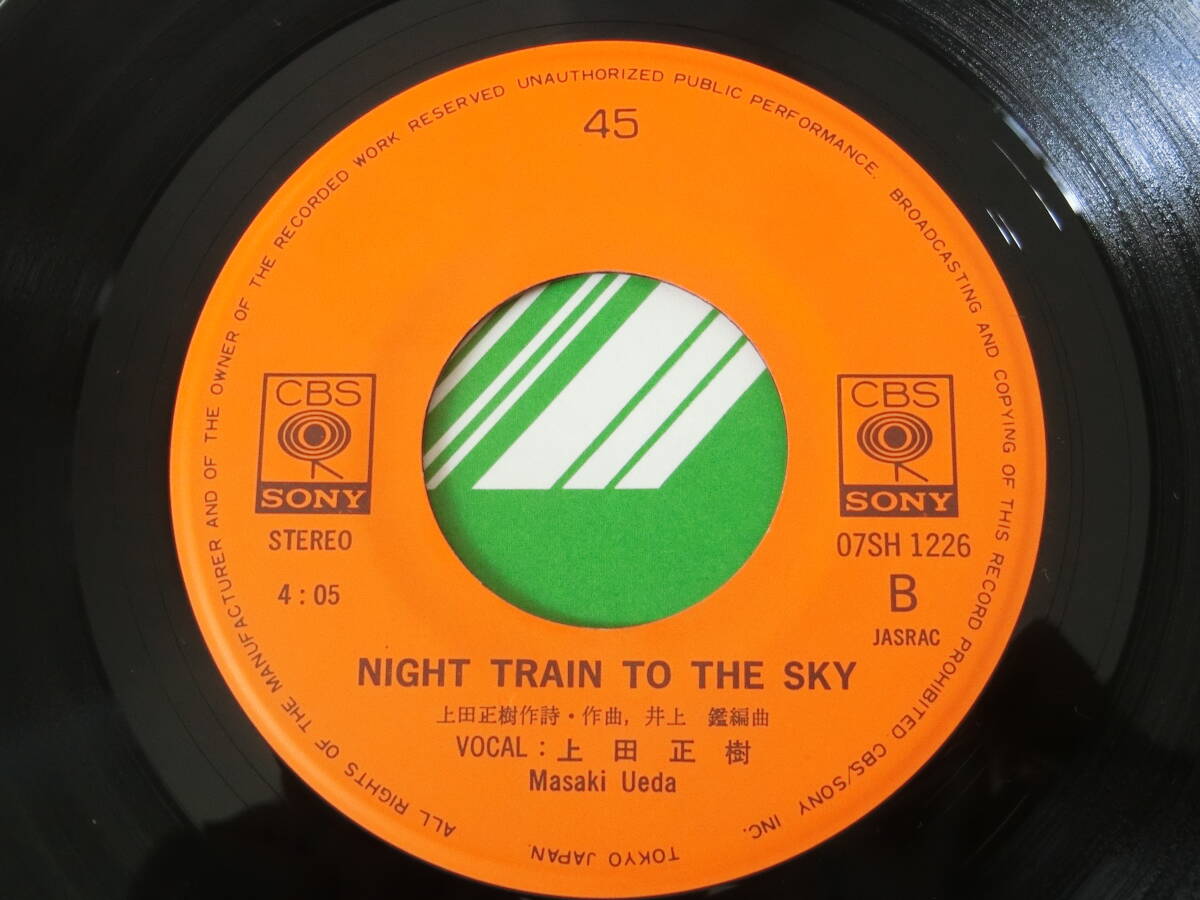 ALL RIGHTS OF THE MANUFACTURER AND OF THE OWNER OF THE RECORDED WORK RESERVED UNAUTHORIZED PUBLIC PERFORMANCE. BROADCASTING AND COPYING OF THIS RECORD PROHIBITED. CBS/SONY INC. TOKYO JAPAN.
45
CBS
SONY
STEREO
4:05
CBS
SONY
07SH 1226
B
JASRAC
NIGHT TRAIN TO THE SKY
上田正樹作詩・作曲, 井上 鑑編曲
VOCAL : 上田正樹
Masaki Ueda